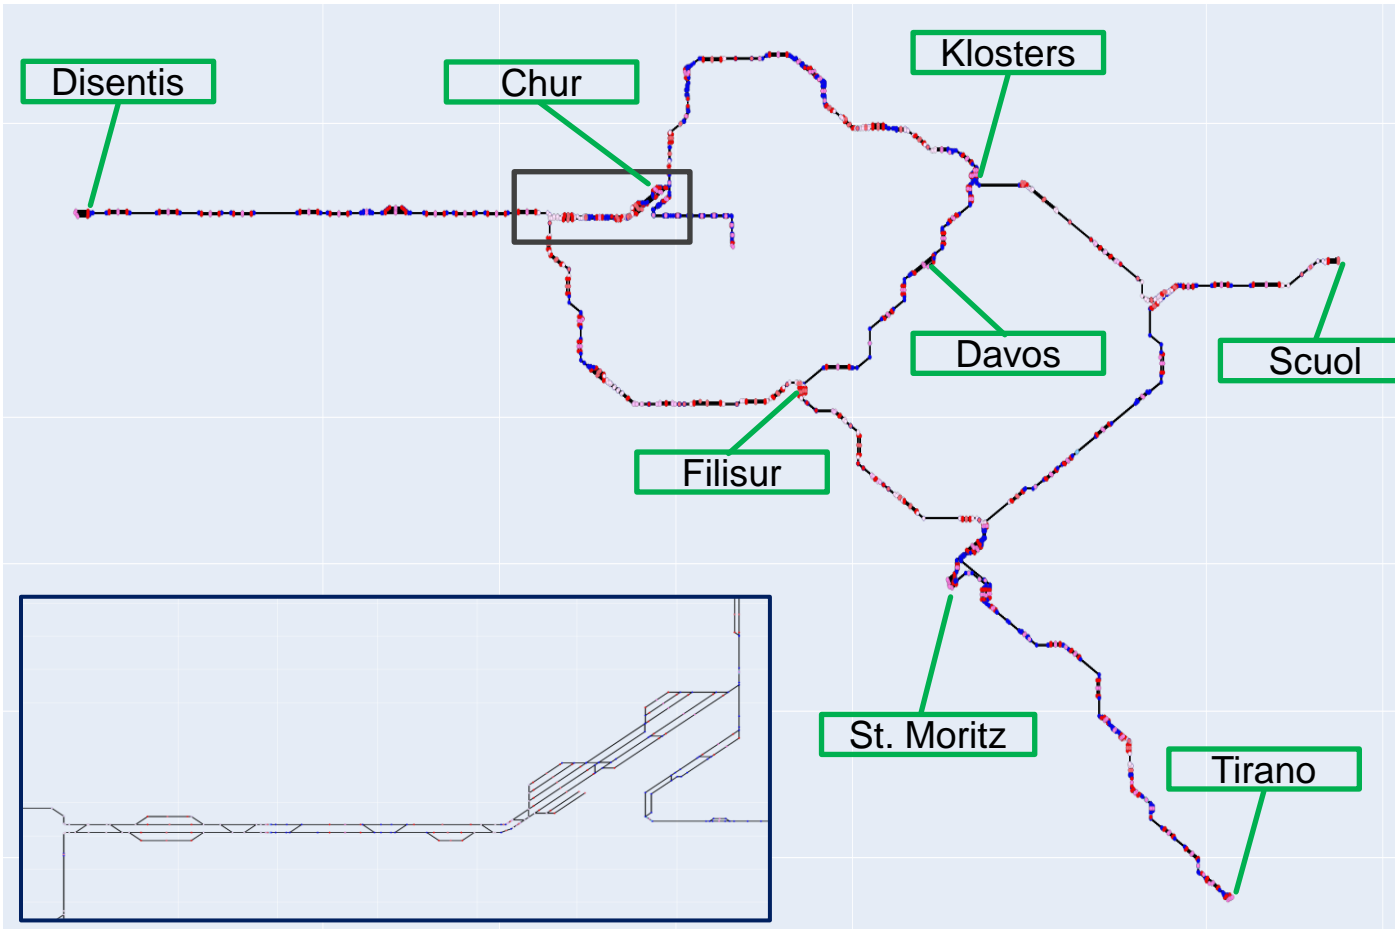 Klosters
Disentis
Chur
Davos
Scuol
Filisur
St. Moritz
Tirano